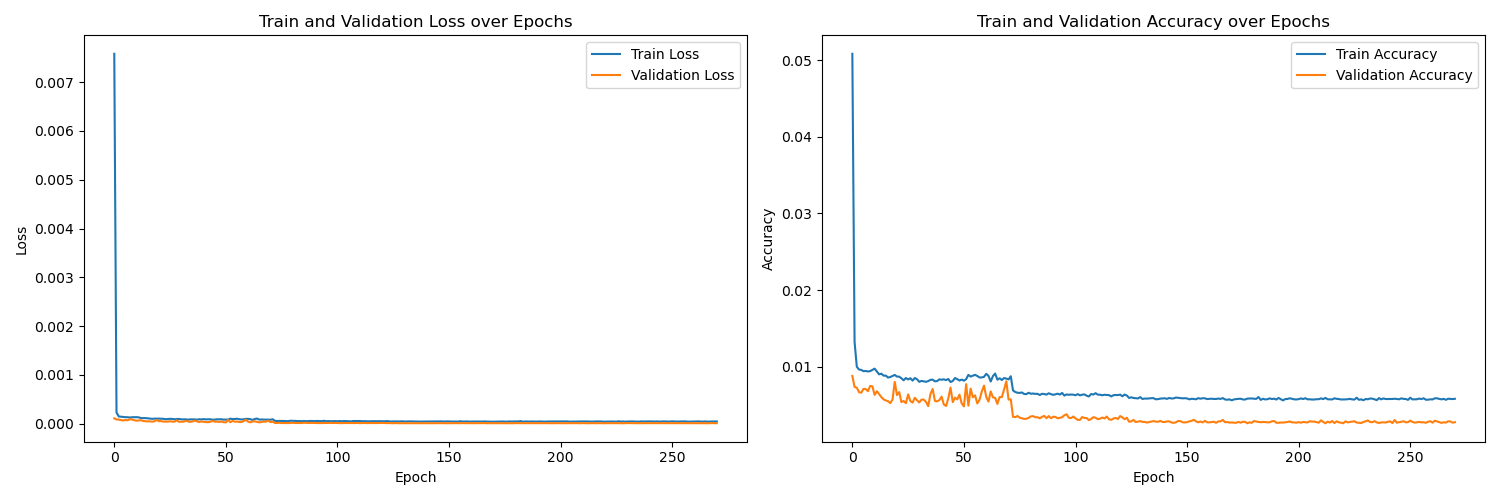 Train and Validation Loss over Epochs
Train Loss
Validation Loss
0.007
0.006
0.005
0.004
0.003
0.002
0.001
0.000
Loss
0
50
100
150
200
250
Epoch
Train and Validation Accuracy over Epochs
Train Accuracy
Validation Accuracy
0.05
0.04
0.03
0.02
0.01
Accuracy
0
50
100
150
200
250
Epoch